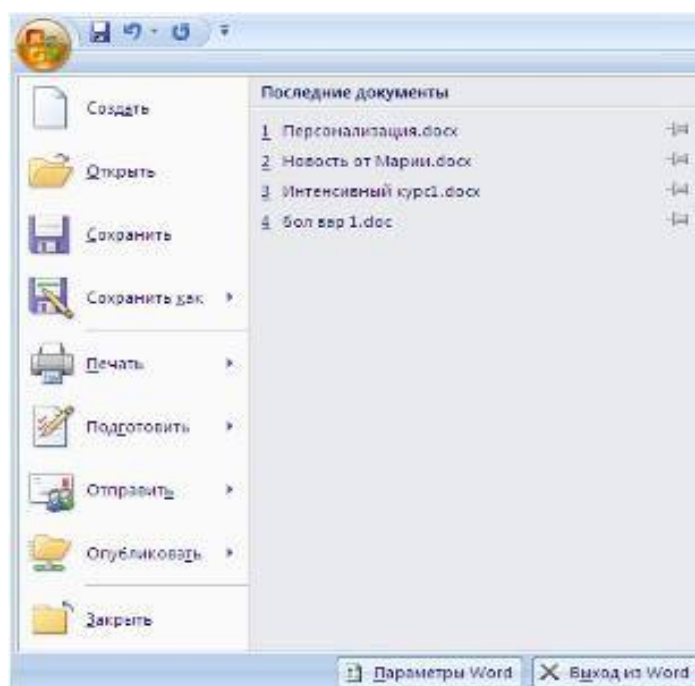 Создать
Открыть
Сохранить
Сохранить как
Печать
Подготовить
Отправить
Опубликовать
Закрыть
Последние документы
1 Персонализация.docx
2 Новость от Марии.docx
3 Интенсивный курс1.docx
4 бол вар 1.doc
Параметры Word
Выход из Word